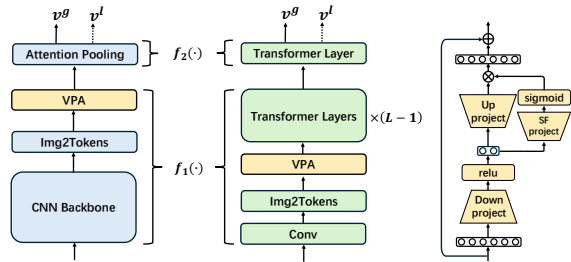 v^g v^l
Attention Pooling
VPA
Img2Tokens
CNN Backbone
f_2(·)
f_1(·)
v^g v^l
Transformer Layer
Transformer Layers
×(L − 1)
VPA
Img2Tokens
Conv
Up
project
sigmoid
SF
project
relu
Down
project